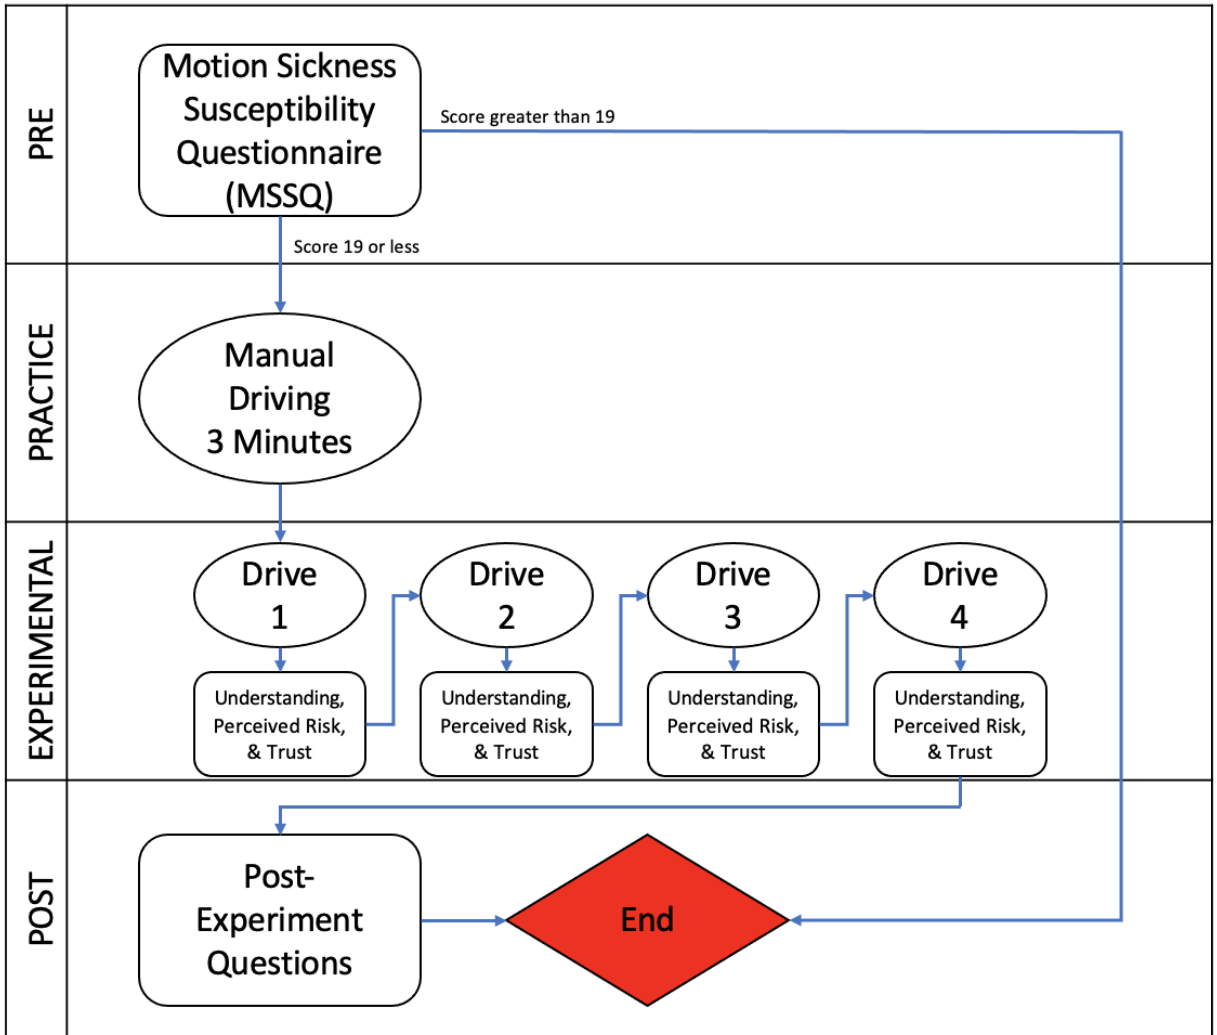 PRE
Motion Sickness
Susceptibility
Questionnaire
(MSSQ)
Score greater than 19
Score 19 or less
PRACTICE
Manual
Driving
3 Minutes
EXPERIMENTAL
Drive
1
Drive
2
Drive
3
Drive
4
Understanding,
Perceived Risk,
& Trust
Understanding,
Perceived Risk,
& Trust
Understanding,
Perceived Risk,
& Trust
Understanding,
Perceived Risk,
& Trust
POST
Post-
Experiment
Questions
End